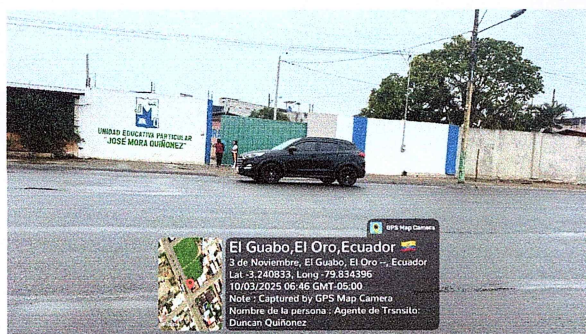 UNIDAD EDUCATIVA PARTICULAR
"JOSÉ MORA QUIÑONEZ"
GPS Map Camera
El Guabo,El Oro,Ecuador
3 de Noviembre, El Guabo, El Oro --, Ecuador
Lat -3.240833, Long -79.834396
10/03/2025 06:46 GMT-05:00
Note : Captured by GPS Map Camera
Nombre de la persona : Agente de Trsnsito:
Duncan Quiñonez